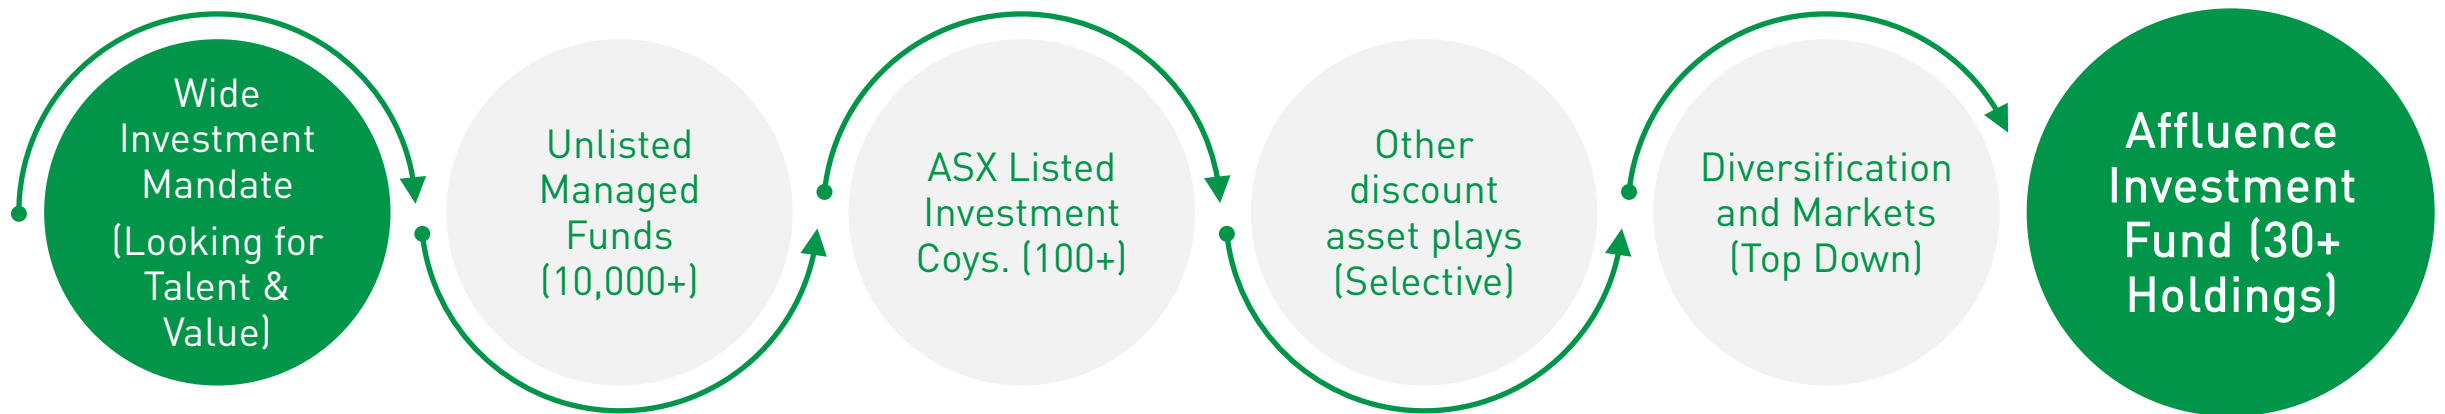 Wide
Investment
Mandate
(Looking for
Talent &
Value)
Unlisted
Managed
Funds
(10,000+)
ASX Listed
Investment
Coys. (100+)
Other
discount
asset plays
(Selective)
Diversification
and Markets
(Top Down)
Affluence
Investment
Fund (30+
Holdings)